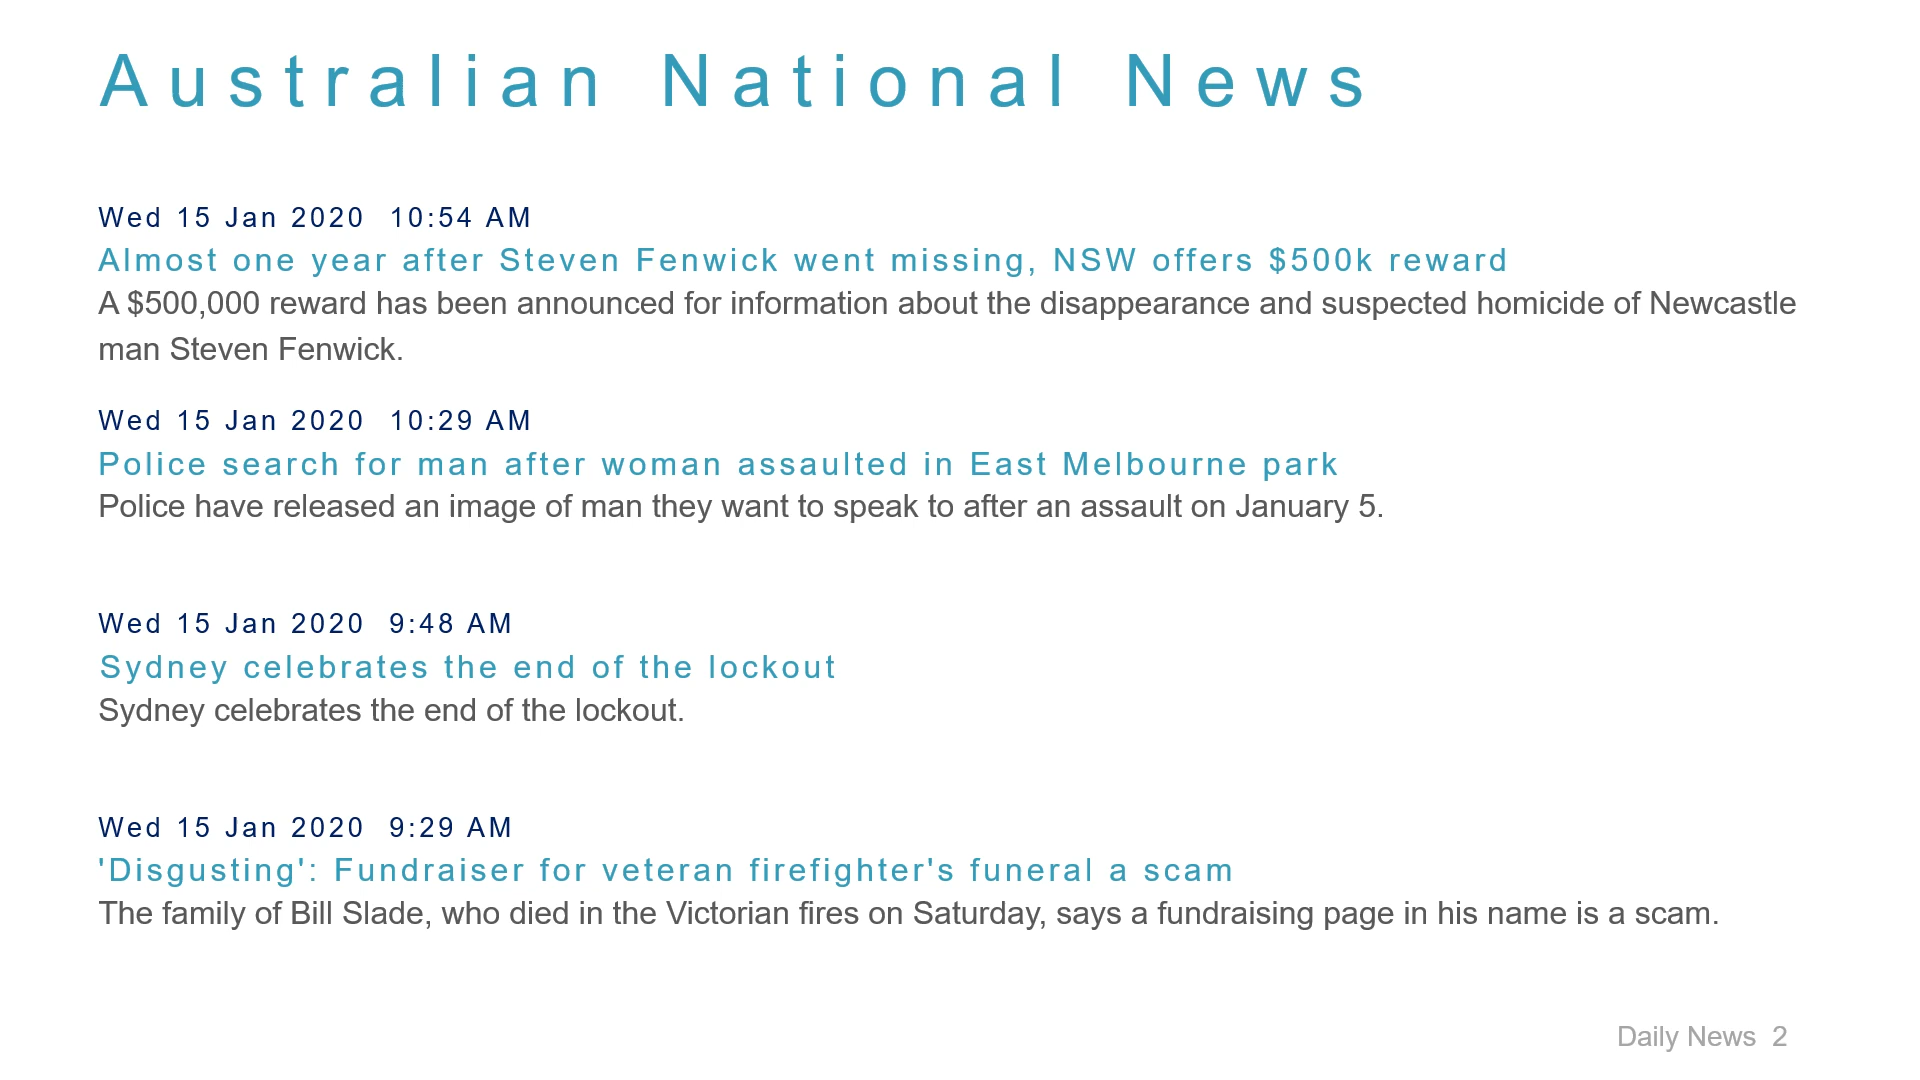 Australian National News
Wed 15 Jan 2020  10:54 AM
Almost one year after Steven Fenwick went missing, NSW offers $500k reward
A $500,000 reward has been announced for information about the disappearance and suspected homicide of Newcastle
man Steven Fenwick.
Wed 15 Jan 2020  10:29 AM
Police search for man after woman assaulted in East Melbourne park
Police have released an image of man they want to speak to after an assault on January 5.
Wed 15 Jan 2020  9:48 AM
Sydney celebrates the end of the lockout
Sydney celebrates the end of the lockout.
Wed 15 Jan 2020  9:29 AM
'Disgusting': Fundraiser for veteran firefighter's funeral a scam
The family of Bill Slade, who died in the Victorian fires on Saturday, says a fundraising page in his name is a scam.
Daily News  2